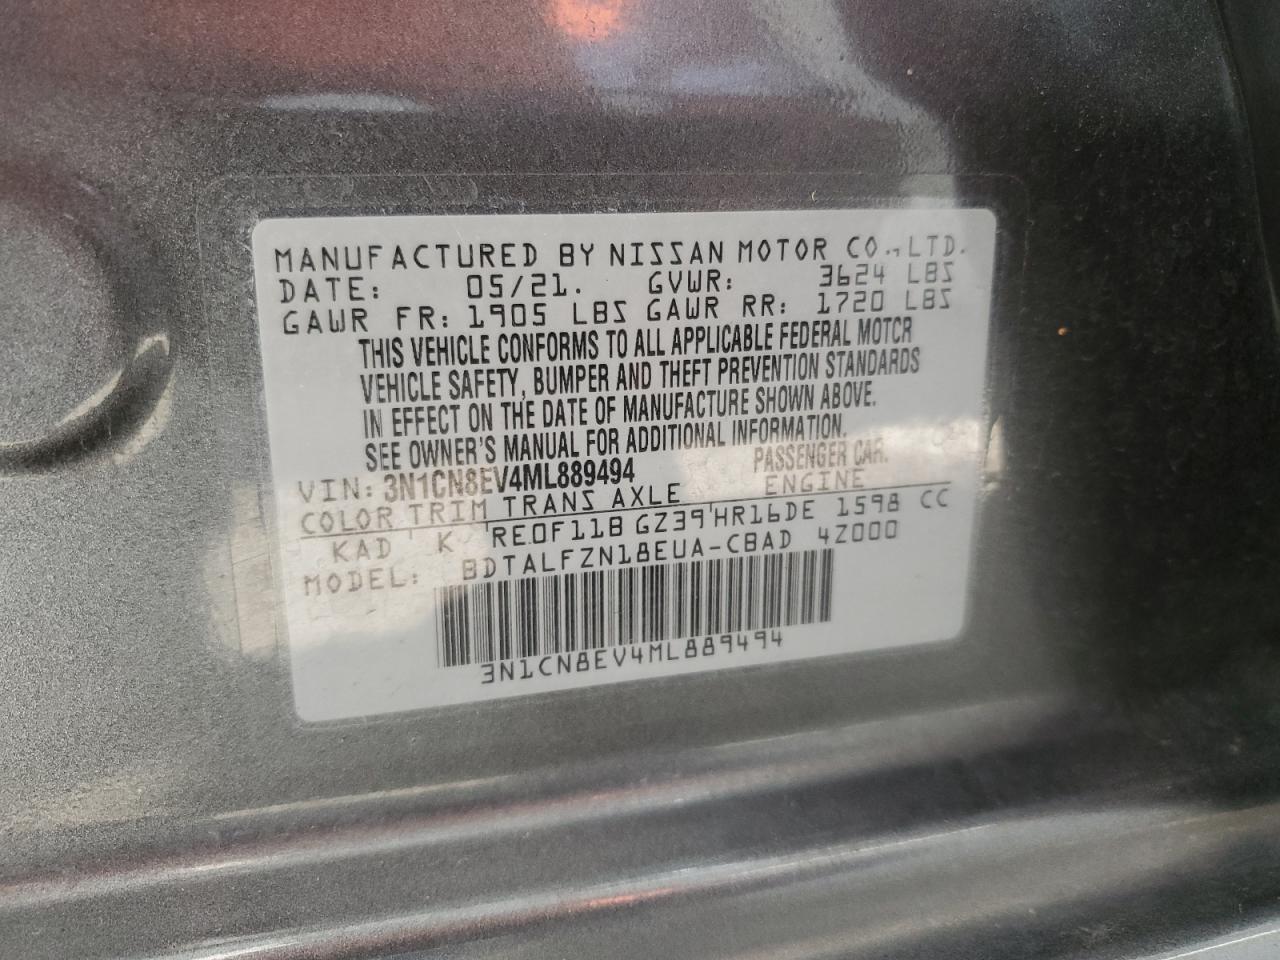 MANUFACTURED BY NISSAN MOTOR CO., LTD.
DATE: 05/21. GVWR: 3624 LBS
GAWR FR: 1905 LBS GAWR RR: 1720 LBS
THIS VEHICLE CONFORMS TO ALL APPLICABLE FEDERAL MOTOR
VEHICLE SAFETY, BUMPER AND THEFT PREVENTION STANDARDS
IN EFFECT ON THE DATE OF MANUFACTURE SHOWN ABOVE.
SEE OWNER'S MANUAL FOR ADDITIONAL INFORMATION.
VIN: 3N1CN8EV4ML889494 PASSENGER CAR.
COLOR TRIM TRANS AXLE ENGINE
KAD K RE0F11B GZ39 HR16DE 1598 CC
MODEL: BDTALFZN18EUA-CBAD 4Z000
3N1CN8EV4ML889494